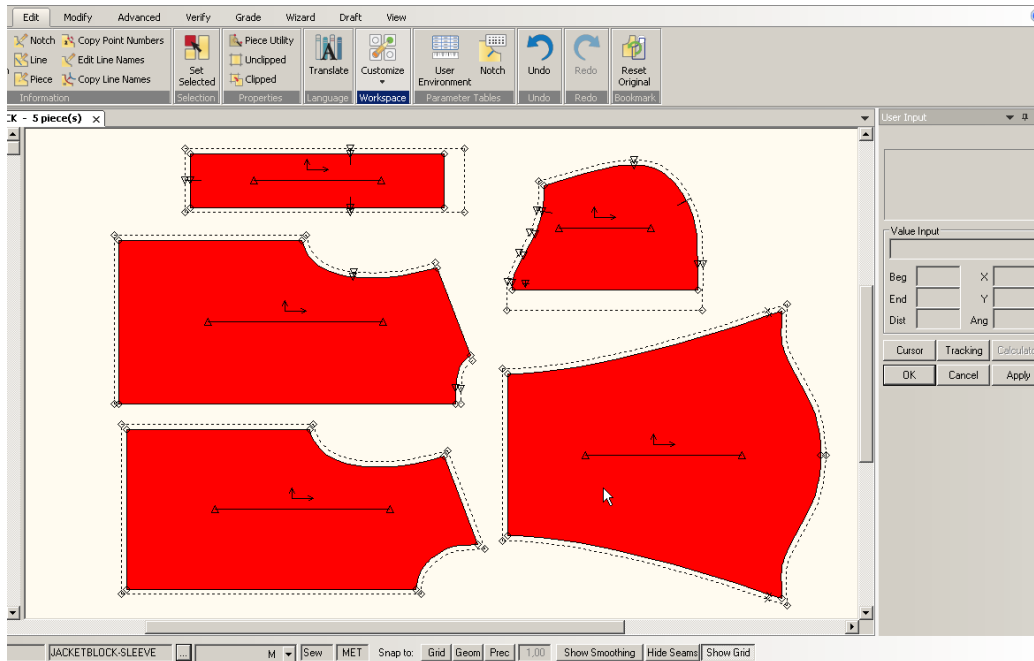 Edit Modify Advanced Verify Grade Wizard Draft View
Notch Copy Point Numbers
Line Edit Line Names
Piece Copy Line Names
Information
Set Selected
Selection
Piece Utility
Unclipped
Clipped
Properties
Translate
Language
Customize
Workspace
User Environment
Notch
Parameter Tables
Undo
Undo
Redo
Redo
Reset Original
Bookmark
CK - 5 piece(s) x
User Input
Value Input
Beg X
End Y
Dist Ang
Cursor Tracking Calculato
OK Cancel Apply
JACKETBLOCK-SLEEVE ... M Sew MET Snap to: Grid Geom Prec 1,00 Show Smoothing Hide Seams Show Grid